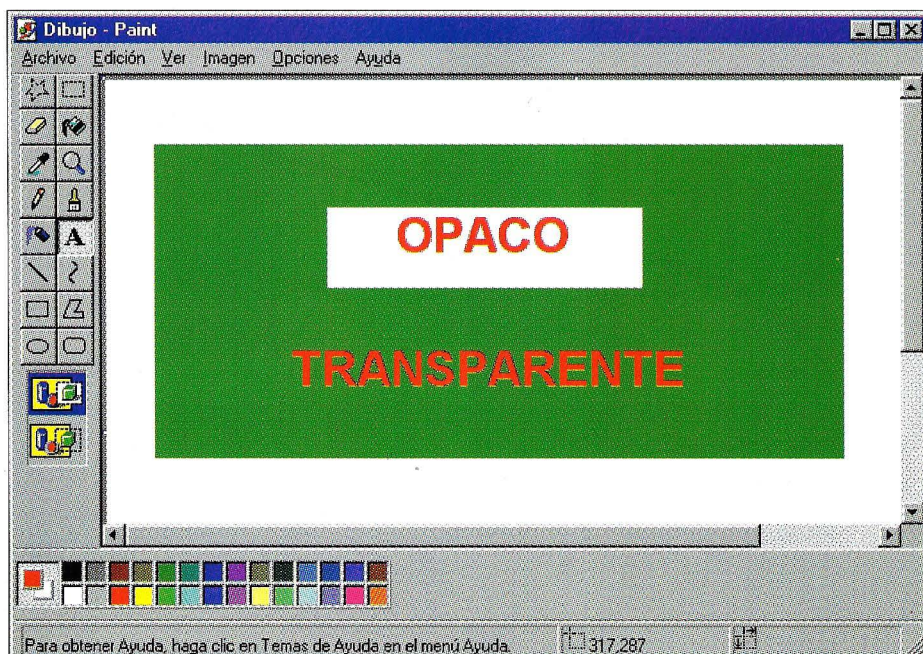 Dibujo - Paint
Archivo Edición Ver Imagen Opciones Ayuda
A
OPACO
TRANSPARENTE
Para obtener Ayuda, haga clic en Temas de Ayuda en el menú Ayuda. 317,287